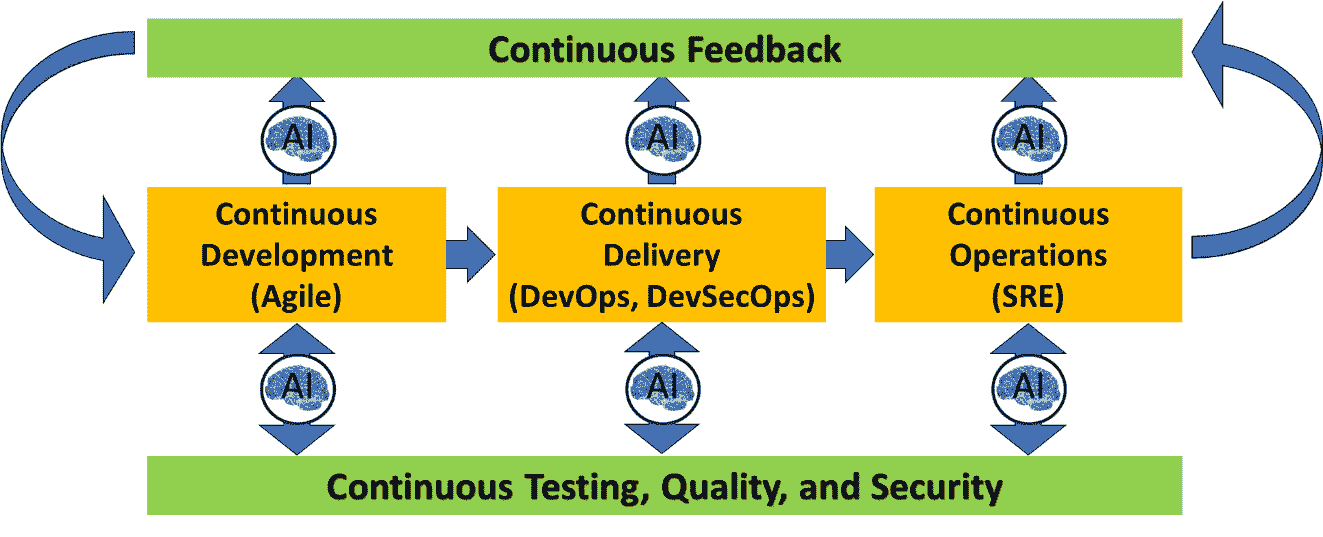 Continuous Feedback
AI
AI
AI
Continuous
Development
(Agile)
Continuous
Delivery
(DevOps, DevSecOps)
Continuous
Operations
(SRE)
AI
AI
AI
Continuous Testing, Quality, and Security